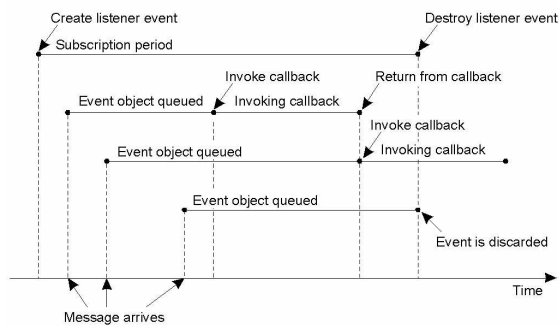 Create listener event
Destroy listener event
Subscription period
Invoke callback
Return from callback
Event object queued
Invoking callback
Invoke callback
Event object queued
Invoking callback
Event object queued
Event is discarded
Time
Message arrives